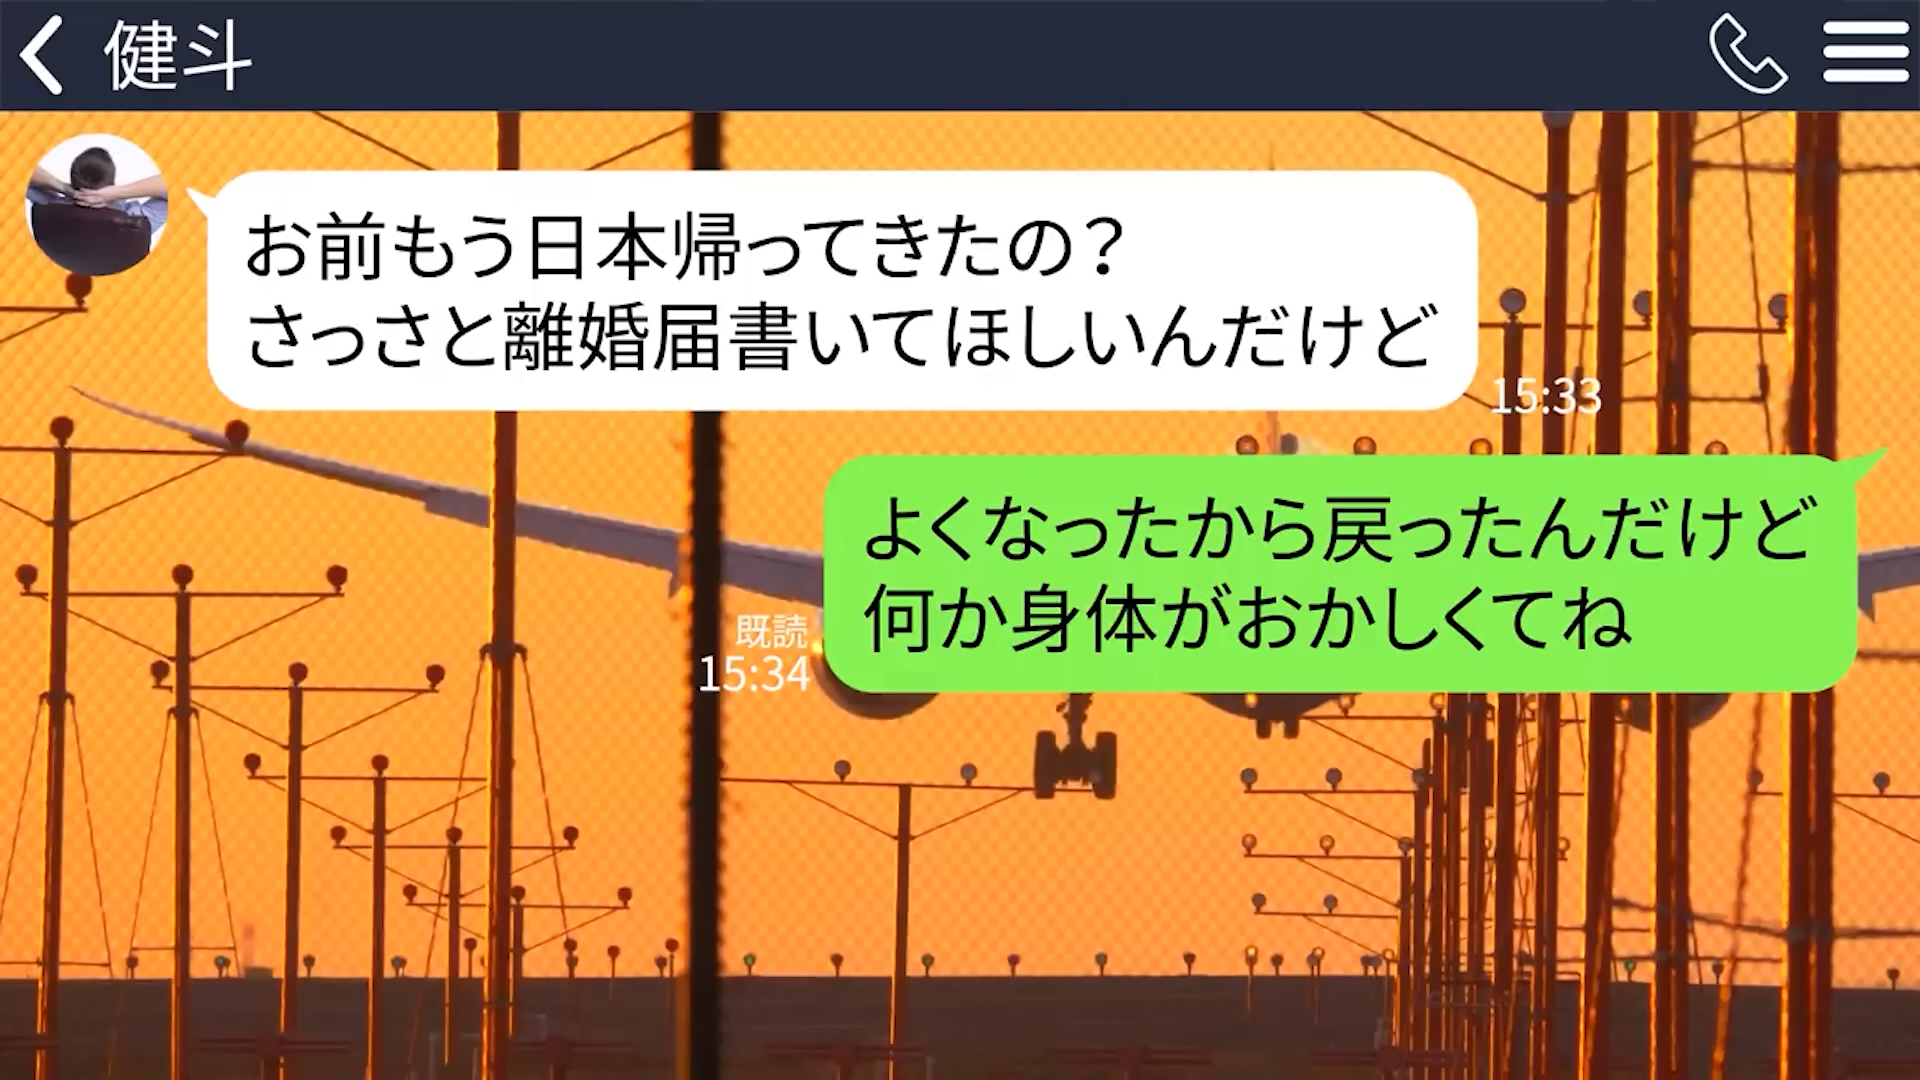 健斗
お前もう日本帰ってきたの？
さっさと離婚届書いてほしいんだけど
15:33
よくなったから戻ったんだけど
何か身体がおかしくてね
既読
15:34